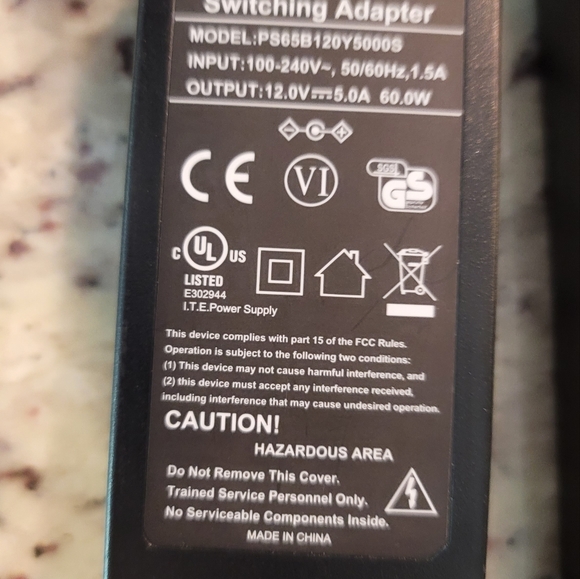 Switching Adapter
MODEL:PS65B120Y5000S
INPUT:100-240V~, 50/60Hz,1.5A
OUTPUT:12.0V⎓5.0A 60.0W
CE VI SGS GS
C UL US
LISTED
E302944
I.T.E.Power Supply
This device complies with part 15 of the FCC Rules.
Operation is subject to the following two conditions:
(1) This device may not cause harmful interference, and
(2) this device must accept any interference received,
including interference that may cause undesired operation.
CAUTION!
HAZARDOUS AREA
Do Not Remove This Cover.
Trained Service Personnel Only.
No Serviceable Components Inside.
MADE IN CHINA